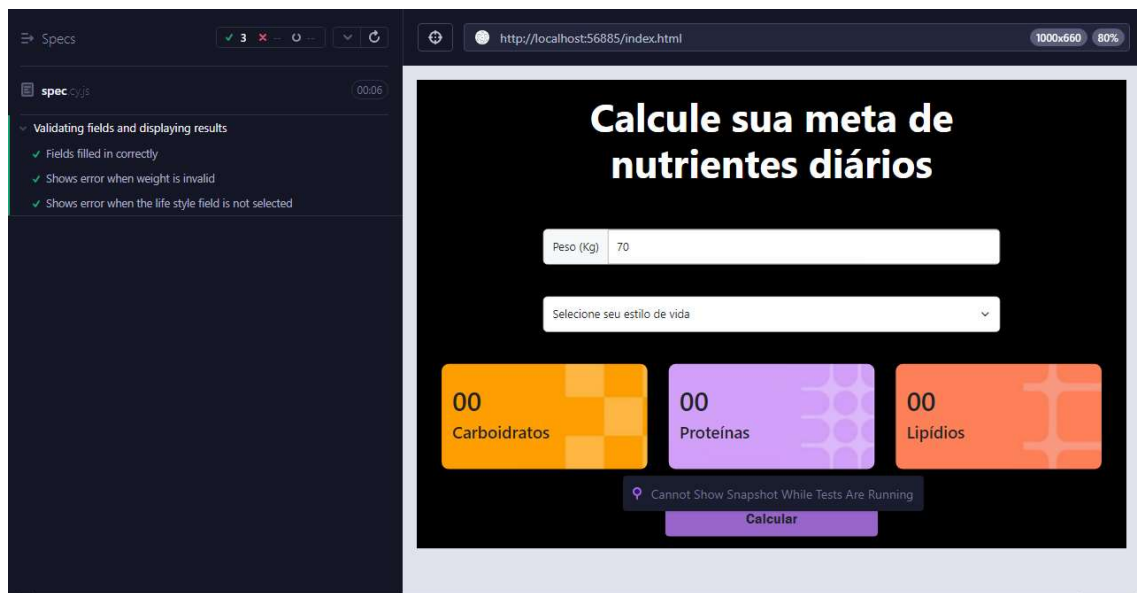 Specs
3 -- --
http://localhost:56885/index.html
1000x660 80%
spec.cy.js
00:06
Validating fields and displaying results
Fields filled in correctly
Shows error when weight is invalid
Shows error when the life style field is not selected
Calcule sua meta de
nutrientes diários
Peso (Kg) 70
Selecione seu estilo de vida
00
Carboidratos
00
Proteínas
00
Lipídios
Cannot Show Snapshot While Tests Are Running
Calcular